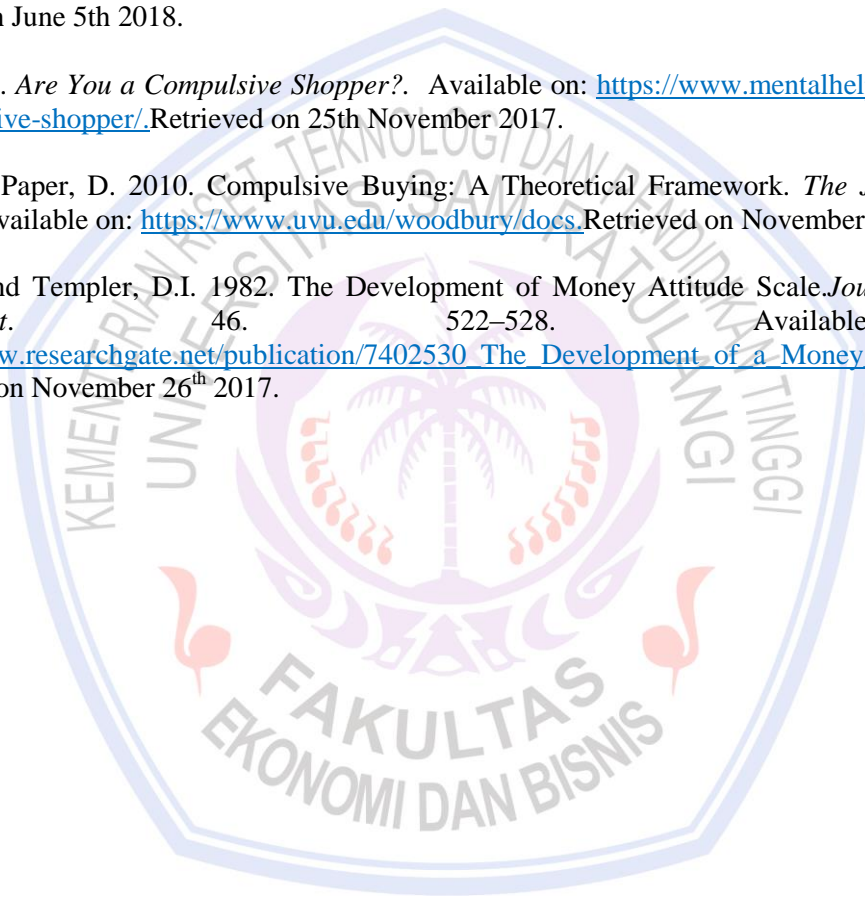 June 5th 2018.
. Are You a Compulsive Shopper?. Available on: https://www.mentalhel
ive-shopper/.Retrieved on 25th November 2017.
Paper, D. 2010. Compulsive Buying: A Theoretical Framework. The J
vailable on: https://www.uvu.edu/woodbury/docs.Retrieved on November
nd Templer, D.I. 1982. The Development of Money Attitude Scale.Jou
t. 46. 522–528. Available
w.researchgate.net/publication/7402530_The_Development_of_a_Money_
on November 26th 2017.
KEMENTERIAN RISET TEKNOLOGI DAN PENDIDIKAN TINGGI
UNIVERSITAS SAM RATULANGI
FAKULTAS
EKONOMI DAN BISNIS